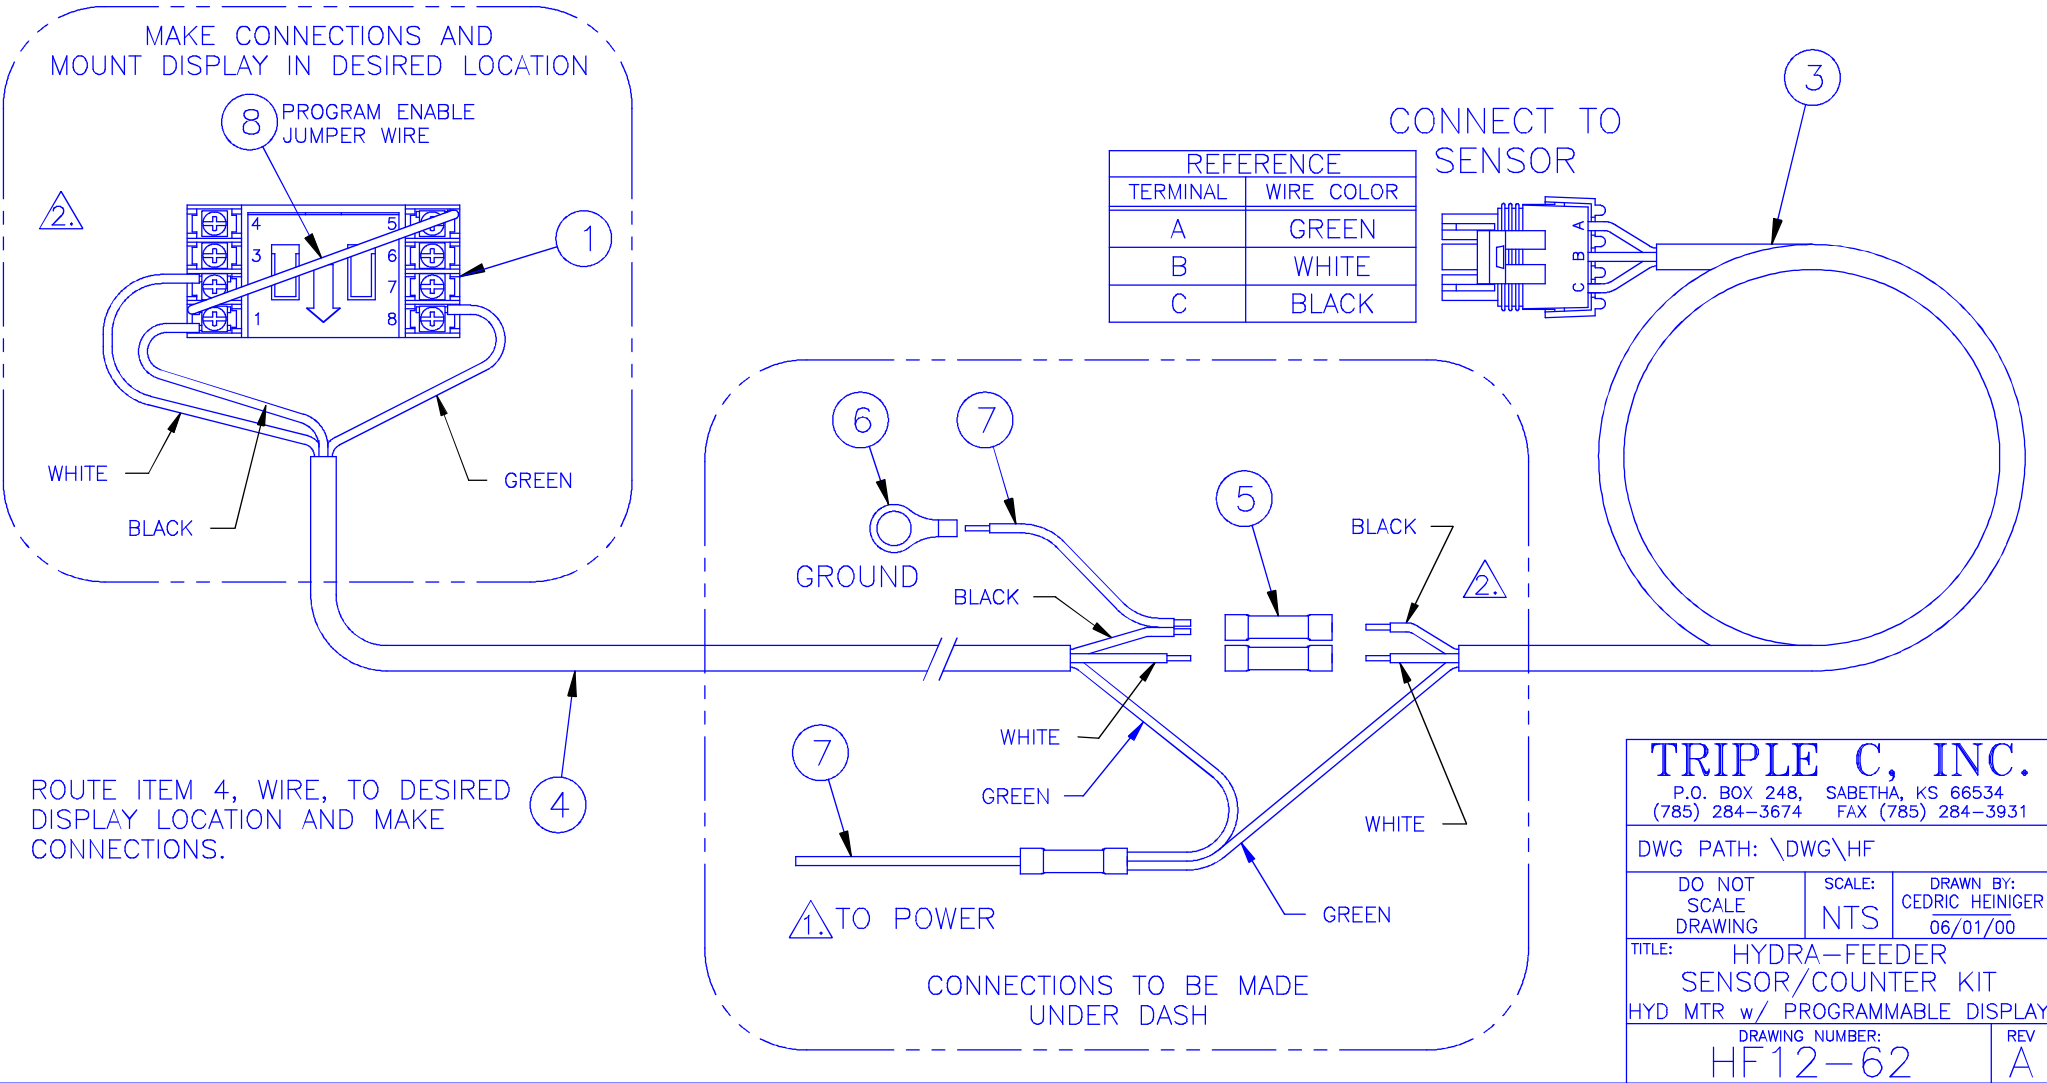 MAKE CONNECTIONS AND
MOUNT DISPLAY IN DESIRED LOCATION
8
PROGRAM ENABLE
JUMPER WIRE
2.
4
3
1
5
6
7
8
1
WHITE
BLACK
GREEN
ROUTE ITEM 4, WIRE, TO DESIRED
DISPLAY LOCATION AND MAKE
CONNECTIONS.
4
REFERENCE
TERMINAL WIRE COLOR
A GREEN
B WHITE
C BLACK
CONNECT TO
SENSOR
A
B
C
3
6
7
5
GROUND
BLACK
BLACK
2.
WHITE
GREEN
7
WHITE
GREEN
1. TO POWER
CONNECTIONS TO BE MADE
UNDER DASH
TRIPLE C, INC.
P.O. BOX 248, SABETHA, KS 66534
(785) 284-3674 FAX (785) 284-3931
DWG PATH: \DWG\HF
DO NOT
SCALE
DRAWING
SCALE:
NTS
DRAWN BY:
CEDRIC HEINIGER
06/01/00
TITLE: HYDRA-FEEDER
SENSOR/COUNTER KIT
HYD MTR w/ PROGRAMMABLE DISPLAY
DRAWING NUMBER:
HF12-62
REV
A